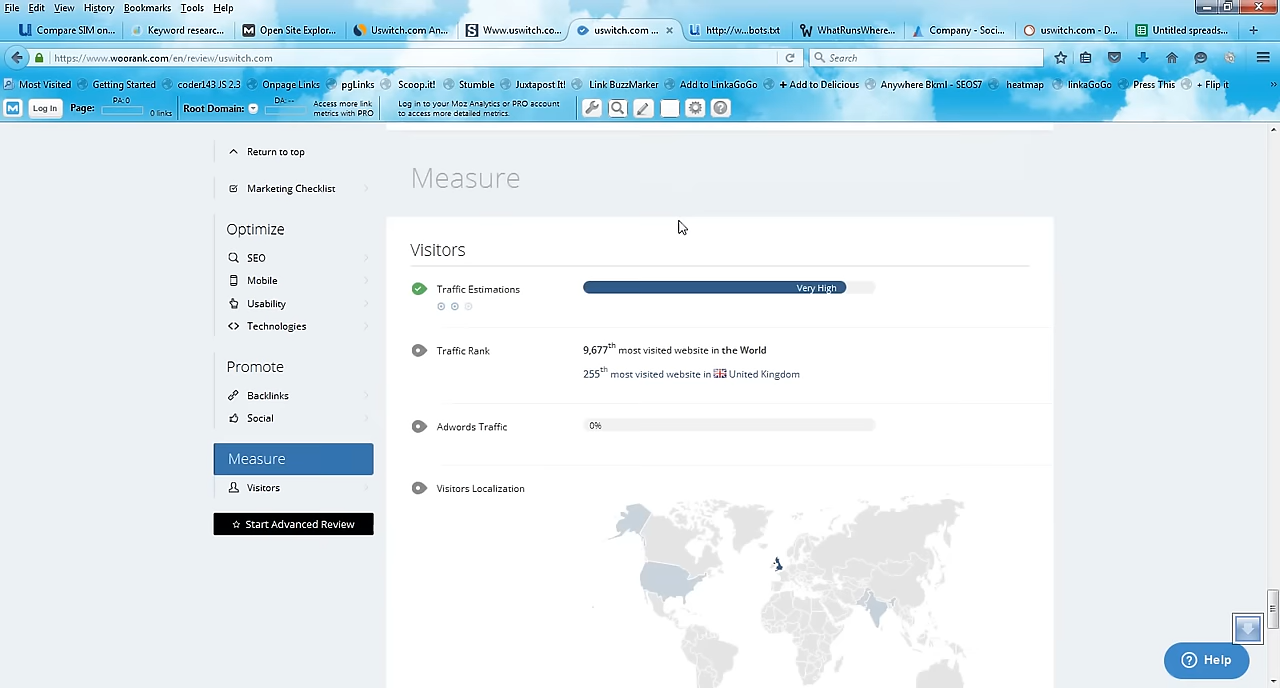 File Edit View History Bookmarks Tools Help
Compare SIM on... Keyword researc... Open Site Explor... Uswitch.com An... Www.uswitch.co... uswitch.com ... × http://w...bots.txt WhatRunsWhere... Company - Soci... uswitch.com - D... Untitled spreads... +
https://www.woorank.com/en/review/uswitch.com Search
Most Visited Getting Started coder143 JS 2.3 Onpage Links pgLinks Scoop.it! Stumble Juxtapost It! Link BuzzMarker Add to LinkaGoGo + Add to Delicious Anywhere Bkml - SEOS7 heatmap linkaGoGo Press This + Flip it »
Log In Page: PA: 0 0 links Root Domain: DA: -- Access more link metrics with PRO Log in to your Moz Analytics or PRO account to access more detailed metrics.
Return to top
Marketing Checklist
Optimize
SEO
Mobile
Usability
Technologies
Promote
Backlinks
Social
Measure
Visitors
Start Advanced Review
Measure
Visitors
Traffic Estimations Very High
Traffic Rank 9,677th most visited website in the World
255th most visited website in United Kingdom
Adwords Traffic 0%
Visitors Localization
Help